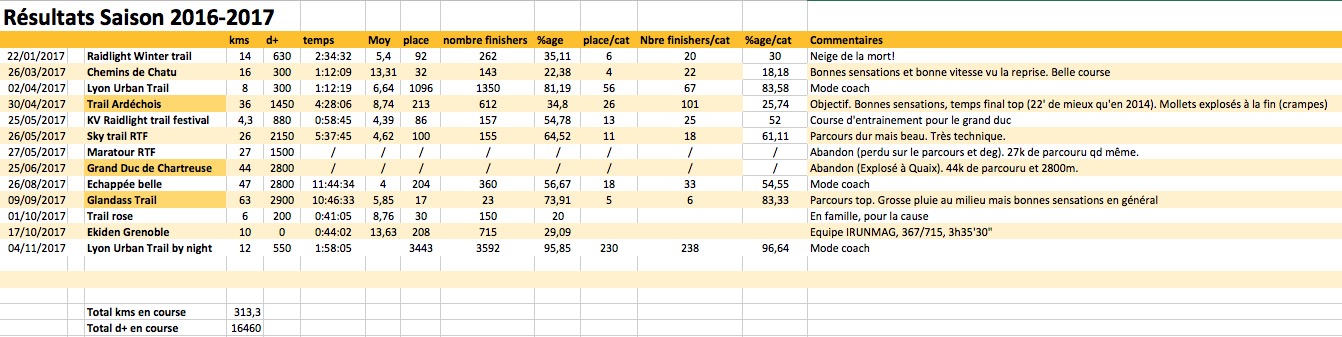 Résultats Saison 2016-2017
kms d+ temps Moy place nombre finishers %age place/cat Nbre finishers/cat %age/cat Commentaires
22/01/2017 Raidlight Winter trail 14 630 2:34:32 5,4 92 262 35,11 6 20 30 Neige de la mort!
26/03/2017 Chemins de Chatu 16 300 1:12:09 13,31 32 143 22,38 4 22 18,18 Bonnes sensations et bonne vitesse vu la reprise. Belle course
02/04/2017 Lyon Urban Trail 8 300 1:12:19 6,64 1096 1350 81,19 56 67 83,58 Mode coach
30/04/2017 Trail Ardéchois 36 1450 4:28:06 8,74 213 612 34,8 26 101 25,74 Objectif. Bonnes sensations, temps final top (22' de mieux qu'en 2014). Mollets explosés à la fin (crampes)
25/05/2017 KV Raidlight trail festival 4,3 880 0:58:45 4,39 86 157 54,78 13 25 52 Course d'entrainement pour le grand duc
26/05/2017 Sky trail RTF 26 2150 5:37:45 4,62 100 155 64,52 11 18 61,11 Parcours dur mais beau. Très technique.
27/05/2017 Maratour RTF 27 1500 / / / / / / / / Abandon (perdu sur le parcours et deg). 27k de parcouru qd même.
25/06/2017 Grand Duc de Chartreuse 44 2800 / / / / / / / / Abandon (Explosé à Quaix). 44k de parcouru et 2800m.
26/08/2017 Echappée belle 47 2800 11:44:34 4 204 360 56,67 18 33 54,55 Mode coach
09/09/2017 Glandass Trail 63 2900 10:46:33 5,85 17 23 73,91 5 6 83,33 Parcours top. Grosse pluie au milieu mais bonnes sensations en général
01/10/2017 Trail rose 6 200 0:41:05 8,76 30 150 20 En famille, pour la cause
17/10/2017 Ekiden Grenoble 10 0 0:44:02 13,63 208 715 29,09 Equipe IRUNMAG, 367/715, 3h35'30"
04/11/2017 Lyon Urban Trail by night 12 550 1:58:05 3443 3592 95,85 230 238 96,64 Mode coach
Total kms en course 313,3
Total d+ en course 16460